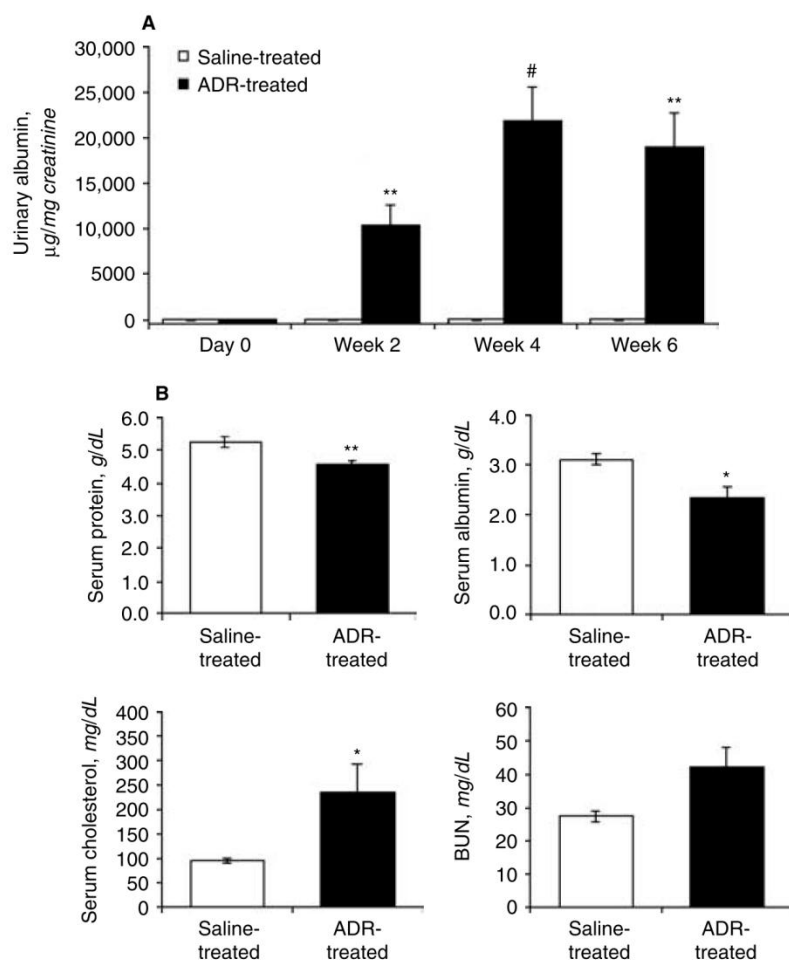 A
Saline-treated
ADR-treated
Urinary albumin,
μg/mg creatinine
30,000
25,000
20,000
15,000
10,000
5000
0
**
#
**
Day 0
Week 2
Week 4
Week 6
B
Serum protein, g/dL
6.0
5.0
4.0
3.0
2.0
1.0
0.0
**
Saline-
treated
ADR-
treated
Serum albumin, g/dL
4.0
3.0
2.0
1.0
0.0
*
Saline-
treated
ADR-
treated
Serum cholesterol, mg/dL
400
350
300
250
200
150
100
50
0
*
Saline-
treated
ADR-
treated
BUN, mg/dL
60
50
40
30
20
10
0
Saline-
treated
ADR-
treated